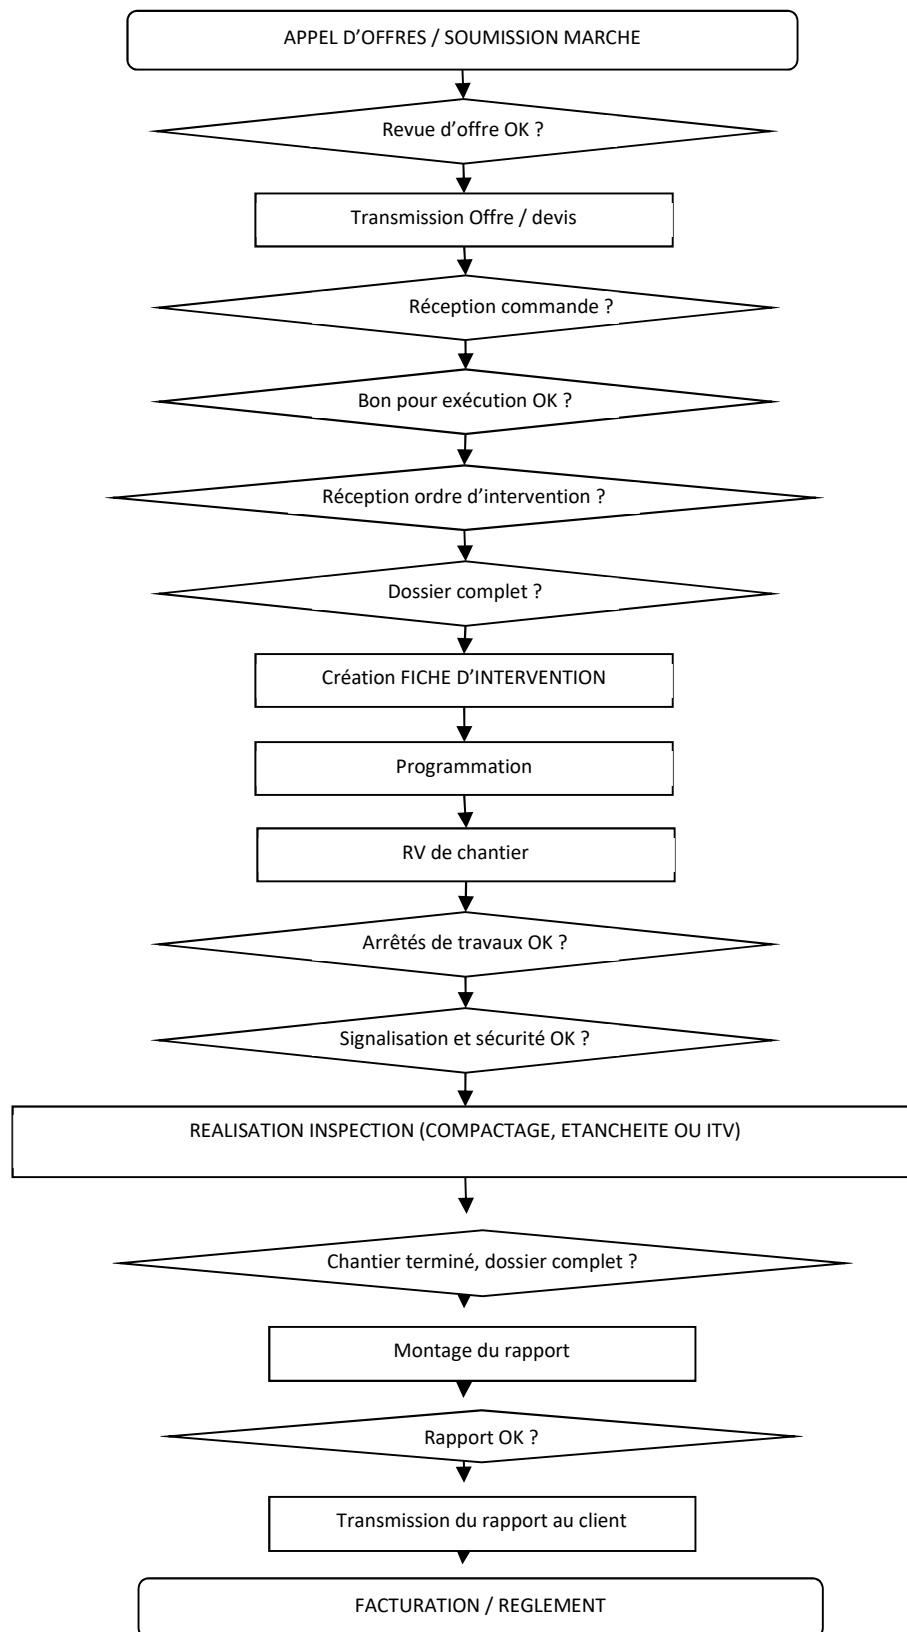 APPEL D’OFFRES / SOUMISSION MARCHE
Revue d’offre OK ?
Transmission Offre / devis
Réception commande ?
Bon pour exécution OK ?
Réception ordre d’intervention ?
Dossier complet ?
Création FICHE D’INTERVENTION
Programmation
RV de chantier
Arrêtés de travaux OK ?
Signalisation et sécurité OK ?
REALISATION INSPECTION (COMPACTAGE, ETANCHEITE OU ITV)
Chantier terminé, dossier complet ?
Montage du rapport
Rapport OK ?
Transmission du rapport au client
FACTURATION / REGLEMENT